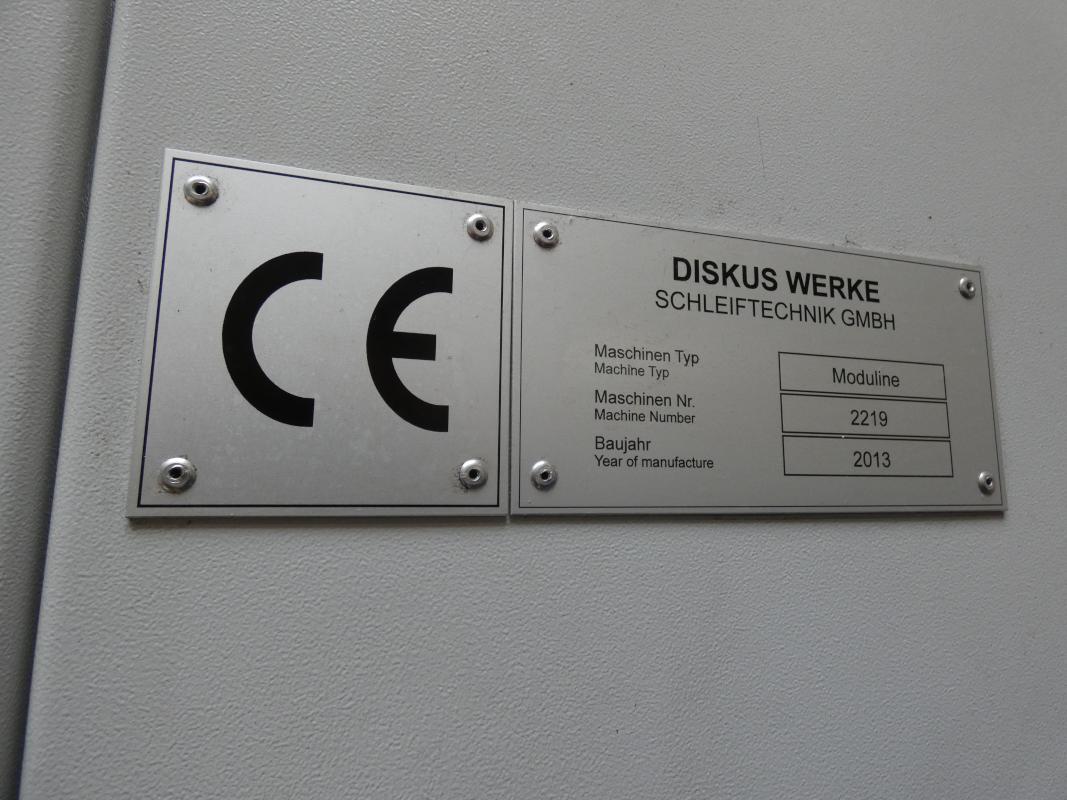 CE
DISKUS WERKE
SCHLEIFTECHNIK GMBH
Maschinen Typ
Machine Typ
Moduline
Maschinen Nr.
Machine Number
2219
Baujahr
Year of manufacture
2013